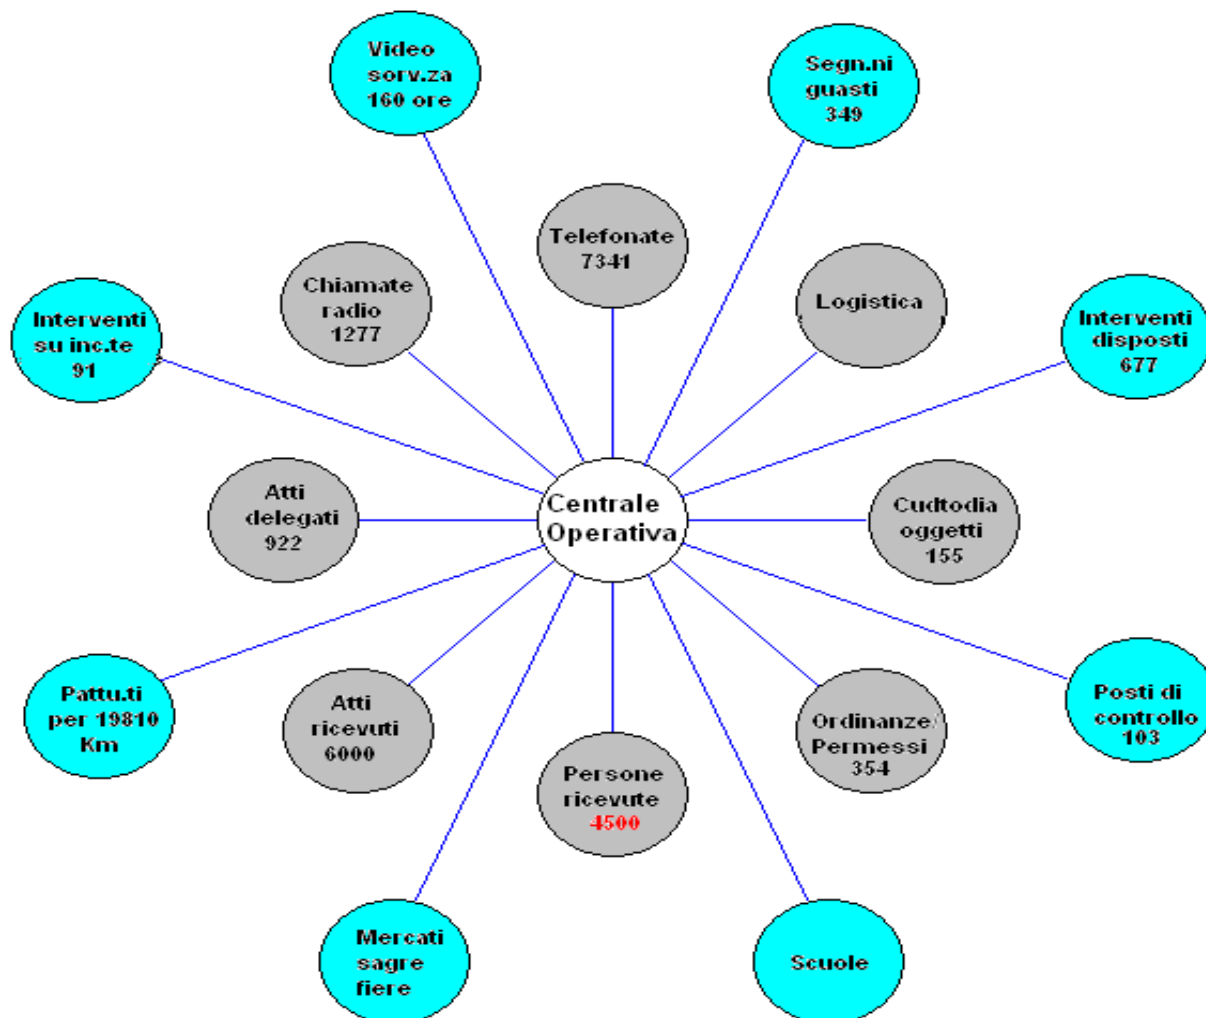 Video
sorv.za
160 ore
Segn.ni
guasti
349
Telefonate
7341
Chiamate
radio
1277
Logistica
Interventi
su inc.te
91
Interventi
disposti
677
Atti
delegati
922
Centrale
Operativa
Cudtodia
oggetti
155
Pattu.ti
per 19810
Km
Atti
ricevuti
6000
Persone
ricevute
4500
Ordinanze/
Permessi
354
Posti di
controllo
103
Mercati
sagre
fiere
Scuole